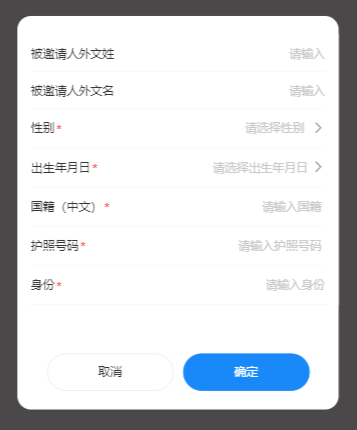 被邀请人外文姓 请输入
被邀请人外文名 请输入
性别* 请选择性别
出生年月日* 请选择出生年月日
国籍（中文）* 请输入国籍
护照号码* 请输入护照号码
身份* 请输入身份
取消 确定